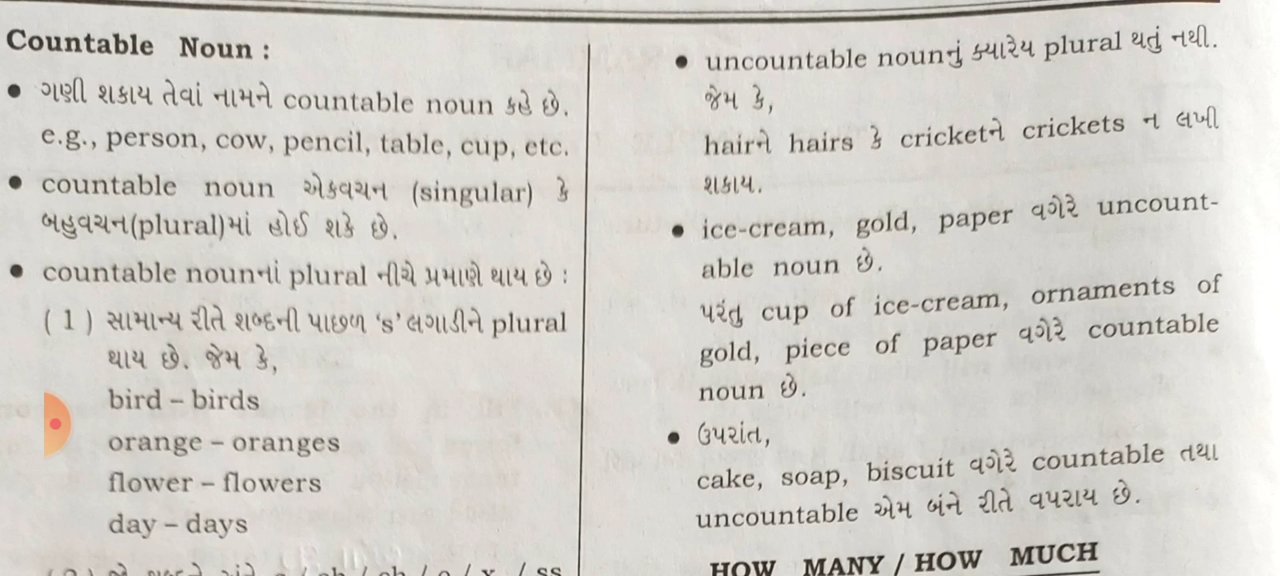 Countable Noun :
● ગણી શકાય તેવાં નામને countable noun કહે છે.
e.g., person, cow, pencil, table, cup, etc.
● countable noun એકવચન (singular) કે
બહુવચન(plural)માં હોઈ શકે છે.
● countable nounનાં plural નીચે પ્રમાણે થાય છે :
( 1 ) સામાન્ય રીતે શબ્દની પાછળ ‘s’ લગાડીને plural
થાય છે. જેમ કે,
bird – birds
orange – oranges
flower – flowers
day – days
● uncountable nounનું ક્યારેય plural થતું નથી.
જેમ કે,
hairને hairs કે cricketને crickets ન લખી
શકાય.
● ice-cream, gold, paper વગેરે uncount-
able noun છે.
પરંતુ cup of ice-cream, ornaments of
gold, piece of paper વગેરે countable
noun છે.
● ઉપરાંત,
cake, soap, biscuit વગેરે countable તથા
uncountable એમ બંને રીતે વપરાય છે.
HOW MANY / HOW MUCH